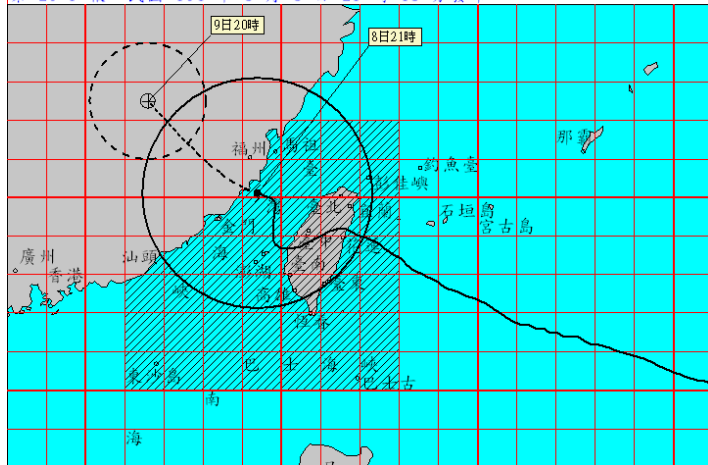 9日20時
8日21時
福州
馬祖
那霸
臺
釣魚臺
彭佳嶼
臺北
宜蘭
石垣島
宮古島
金門
臺中
花蓮
廣州
汕頭
海
澎湖
臺南
香港
峽
高雄
臺東
恆春
東沙島
巴士海峽
巴士古
南
海